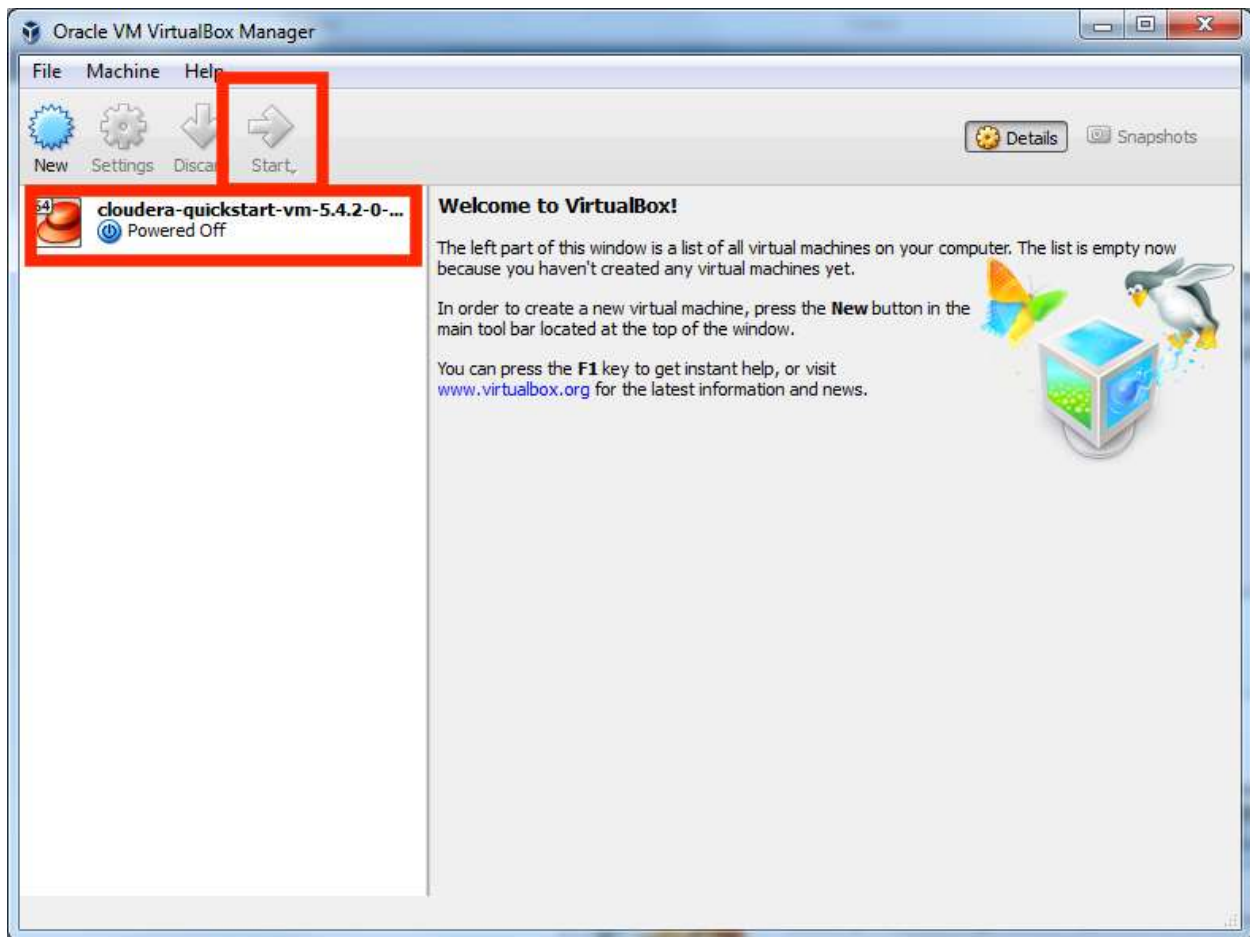 Oracle VM VirtualBox Manager
File Machine Help
New Settings Discar Start
Details Snapshots
64
cloudera-quickstart-vm-5.4.2-0-...
Powered Off
Welcome to VirtualBox!
The left part of this window is a list of all virtual machines on your computer. The list is empty now
because you haven't created any virtual machines yet.
In order to create a new virtual machine, press the New button in the
main tool bar located at the top of the window.
You can press the F1 key to get instant help, or visit
www.virtualbox.org for the latest information and news.